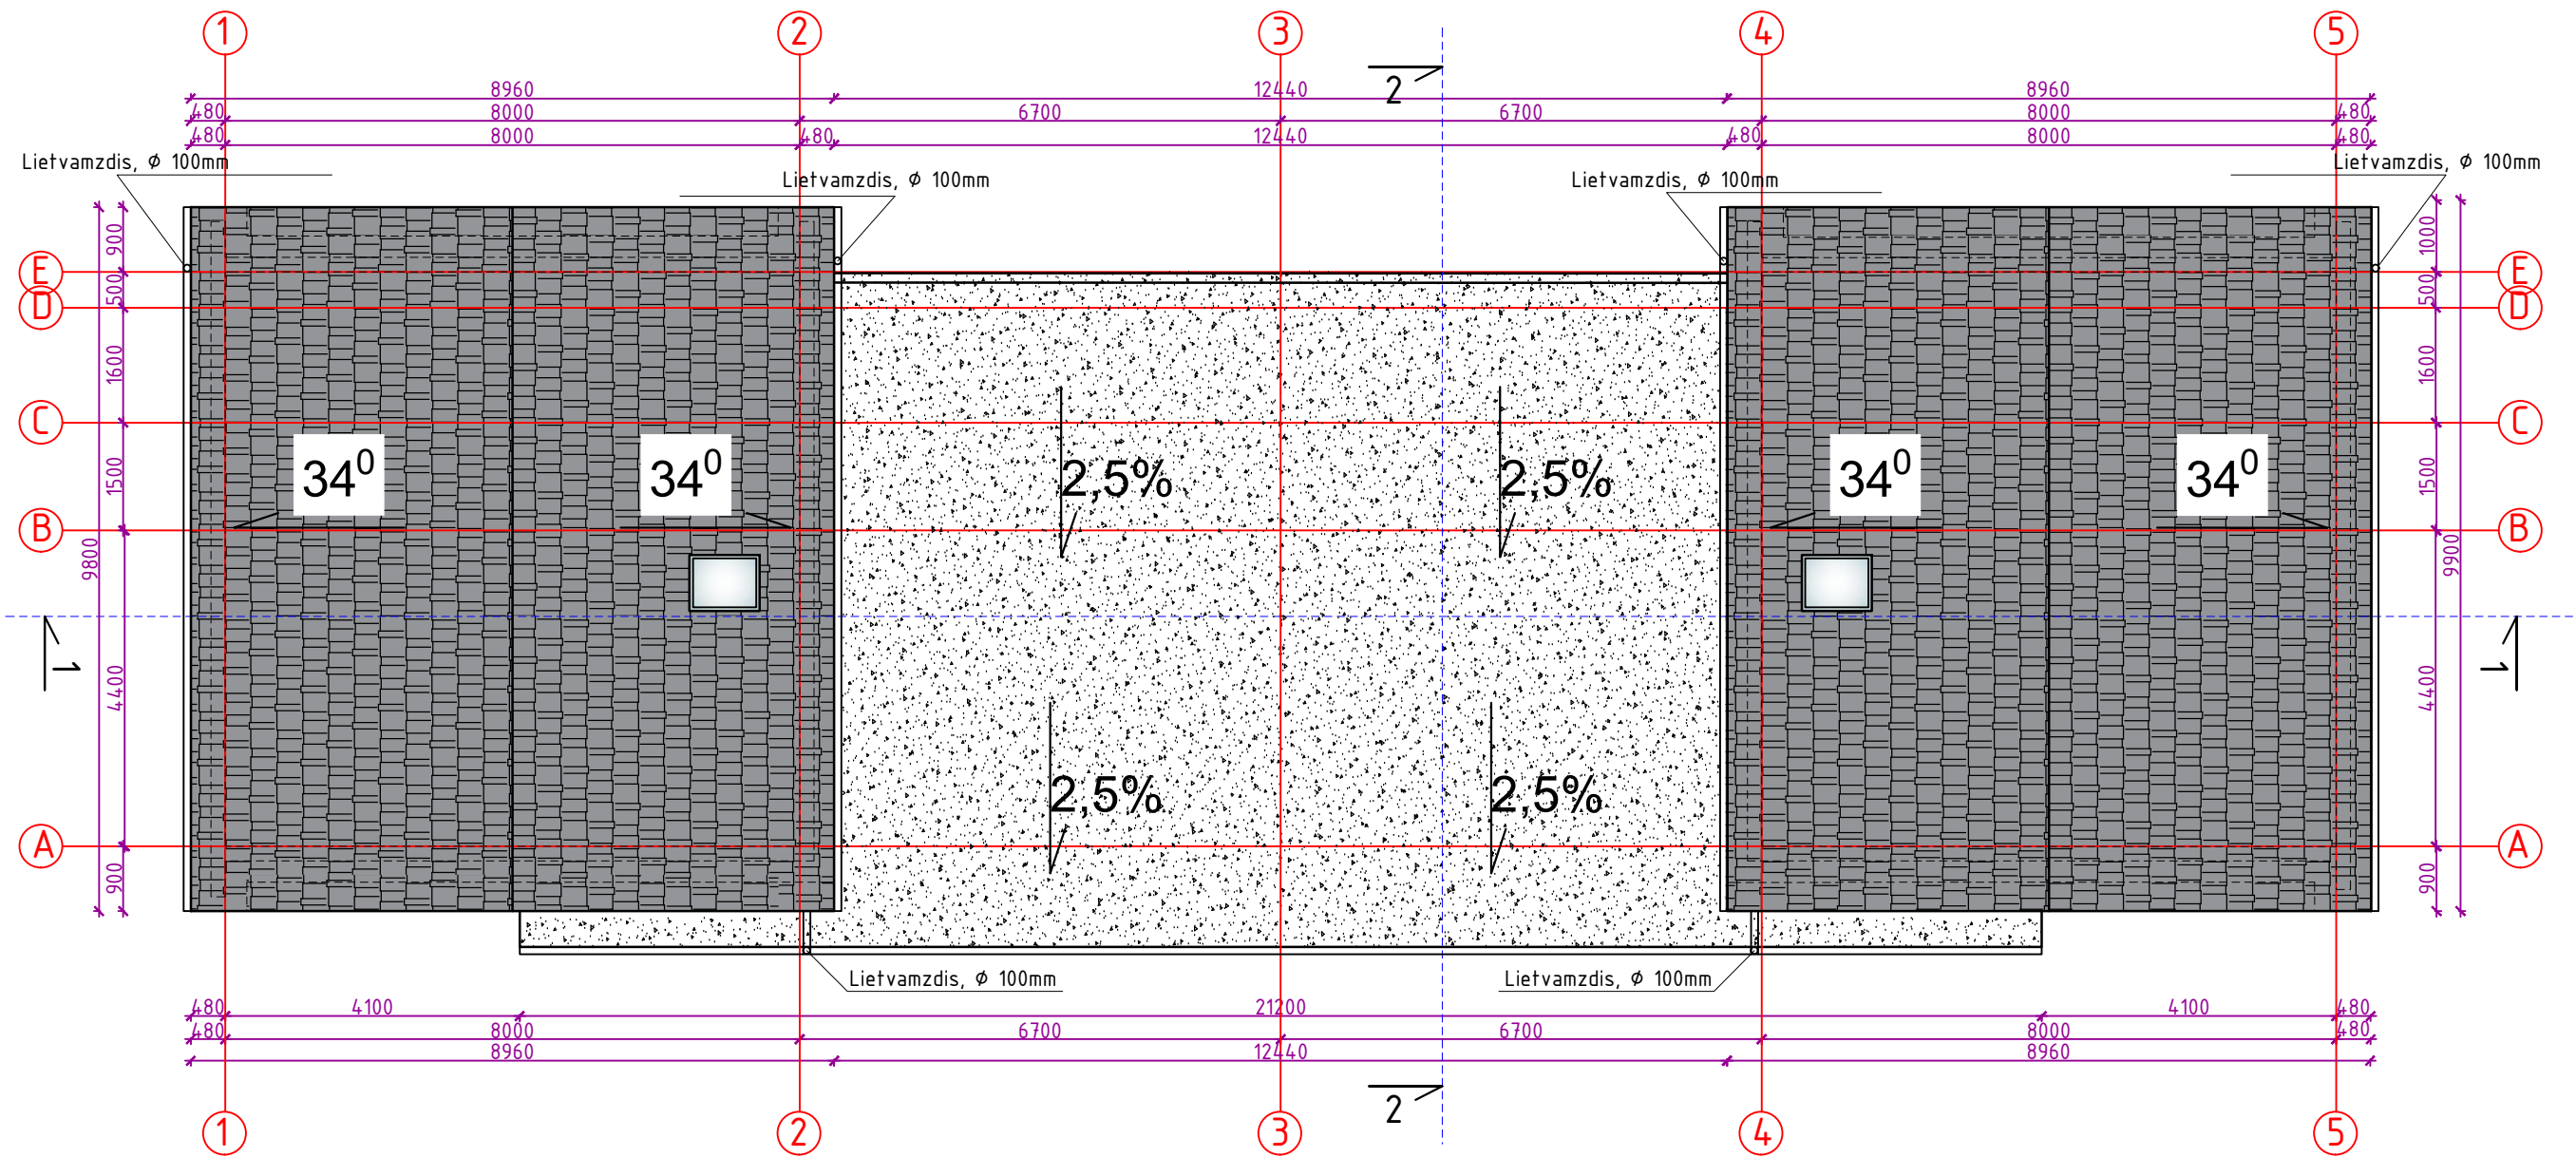 1 2 3 4 5
2
8960 12440 8960
480 8000 6700 6700 8000 480
480 8000 480 12440 480 8000 480
Lietvamzdis, Ø 100mm Lietvamzdis, Ø 100mm Lietvamzdis, Ø 100mm Lietvamzdis, Ø 100mm
900 1000
E E
500 500
D D
1600 1600
C C
34⁰ 34⁰ 2,5% 2,5% 34⁰ 34⁰
1500 1500
B B
9800 9900
1 1
4400 4400
2,5% 2,5%
A A
900 900
Lietvamzdis, Ø 100mm Lietvamzdis, Ø 100mm
480 4100 21200 4100 480
480 8000 6700 6700 8000 480
8960 12440 8960
2
1 2 3 4 5